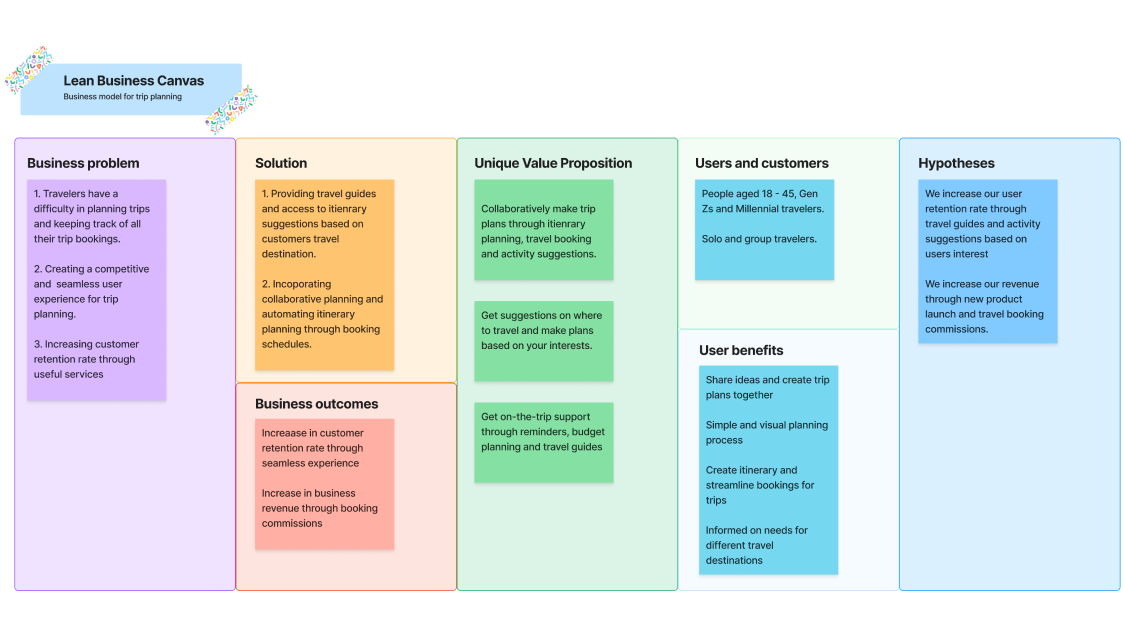 Lean Business Canvas
Business model for trip planning
Business problem
1. Travelers have a
difficulty in planning trips
and keeping track of all
their trip bookings.
2. Creating a competitive
and  seamless user
experience for trip
planning.
3. Increasing customer
retention rate through
useful services
Solution
1. Providing travel guides
and access to itienrary
suggestions based on
customers travel
destination.
2. Incoporating
collaborative planning and
automating itinerary
planning through booking
schedules.
Business outcomes
Increaase in customer
retention rate through
seamless experience
Increase in business
revenue through booking
commissions
Unique Value Proposition
Collaboratively make trip
plans through itienrary
planning, travel booking
and activity suggestions.
Get suggestions on where
to travel and make plans
based on your interests.
Get on-the-trip support
through reminders, budget
planning and travel guides
Users and customers
People aged 18 - 45, Gen
Zs and Millennial travelers.
Solo and group travelers.
User benefits
Share ideas and create trip
plans together
Simple and visual planning
process
Create itinerary and
streamline bookings for
trips
Informed on needs for
different travel
destinations
Hypotheses
We increase our user
retention rate through
travel guides and activity
suggestions based on
users interest
We increase our revenue
through new product
launch and travel booking
commissions.